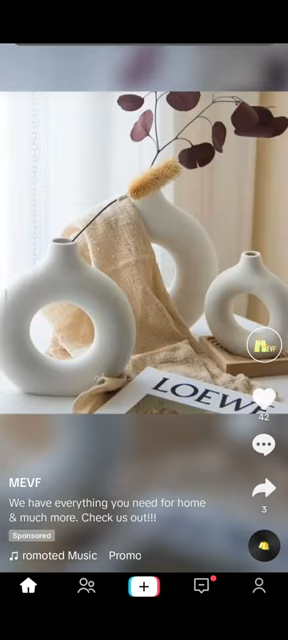 LOEWE
MEVF
42
3
MEVF
We have everything you need for home
& much more. Check us out!!!
Sponsored
romoted Music Promo